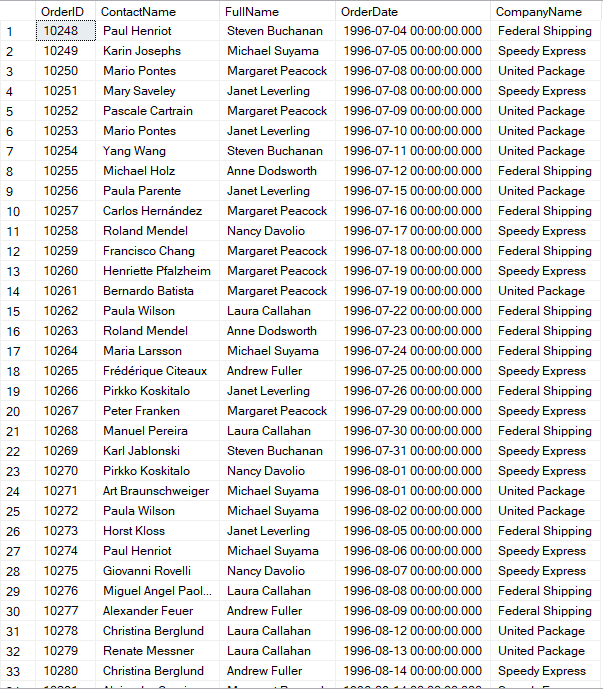 OrderID ContactName FullName OrderDate CompanyName
1 10248 Paul Henriot Steven Buchanan 1996-07-04 00:00:00.000 Federal Shipping
2 10249 Karin Josephs Michael Suyama 1996-07-05 00:00:00.000 Speedy Express
3 10250 Mario Pontes Margaret Peacock 1996-07-08 00:00:00.000 United Package
4 10251 Mary Saveley Janet Leverling 1996-07-08 00:00:00.000 Speedy Express
5 10252 Pascale Cartrain Margaret Peacock 1996-07-09 00:00:00.000 United Package
6 10253 Mario Pontes Janet Leverling 1996-07-10 00:00:00.000 United Package
7 10254 Yang Wang Steven Buchanan 1996-07-11 00:00:00.000 United Package
8 10255 Michael Holz Anne Dodsworth 1996-07-12 00:00:00.000 Federal Shipping
9 10256 Paula Parente Janet Leverling 1996-07-15 00:00:00.000 United Package
10 10257 Carlos Hernández Margaret Peacock 1996-07-16 00:00:00.000 Federal Shipping
11 10258 Roland Mendel Nancy Davolio 1996-07-17 00:00:00.000 Speedy Express
12 10259 Francisco Chang Margaret Peacock 1996-07-18 00:00:00.000 Federal Shipping
13 10260 Henriette Pfalzheim Margaret Peacock 1996-07-19 00:00:00.000 Speedy Express
14 10261 Bernardo Batista Margaret Peacock 1996-07-19 00:00:00.000 United Package
15 10262 Paula Wilson Laura Callahan 1996-07-22 00:00:00.000 Federal Shipping
16 10263 Roland Mendel Anne Dodsworth 1996-07-23 00:00:00.000 Federal Shipping
17 10264 Maria Larsson Michael Suyama 1996-07-24 00:00:00.000 Federal Shipping
18 10265 Frédérique Citeaux Andrew Fuller 1996-07-25 00:00:00.000 Speedy Express
19 10266 Pirkko Koskitalo Janet Leverling 1996-07-26 00:00:00.000 Federal Shipping
20 10267 Peter Franken Margaret Peacock 1996-07-29 00:00:00.000 Speedy Express
21 10268 Manuel Pereira Laura Callahan 1996-07-30 00:00:00.000 Federal Shipping
22 10269 Karl Jablonski Steven Buchanan 1996-07-31 00:00:00.000 Speedy Express
23 10270 Pirkko Koskitalo Nancy Davolio 1996-08-01 00:00:00.000 Speedy Express
24 10271 Art Braunschweiger Michael Suyama 1996-08-01 00:00:00.000 United Package
25 10272 Paula Wilson Michael Suyama 1996-08-02 00:00:00.000 United Package
26 10273 Horst Kloss Janet Leverling 1996-08-05 00:00:00.000 Federal Shipping
27 10274 Paul Henriot Michael Suyama 1996-08-06 00:00:00.000 Speedy Express
28 10275 Giovanni Rovelli Nancy Davolio 1996-08-07 00:00:00.000 Speedy Express
29 10276 Miguel Angel Paol... Laura Callahan 1996-08-08 00:00:00.000 Federal Shipping
30 10277 Alexander Feuer Andrew Fuller 1996-08-09 00:00:00.000 Federal Shipping
31 10278 Christina Berglund Laura Callahan 1996-08-12 00:00:00.000 United Package
32 10279 Renate Messner Laura Callahan 1996-08-13 00:00:00.000 United Package
33 10280 Christina Berglund Andrew Fuller 1996-08-14 00:00:00.000 Speedy Express